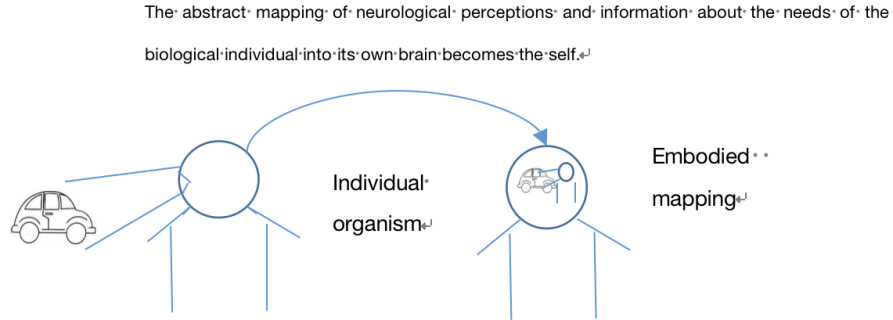 The abstract mapping of neurological perceptions and information about the needs of the
biological individual into its own brain becomes the self.
Individual
organism
Embodied
mapping